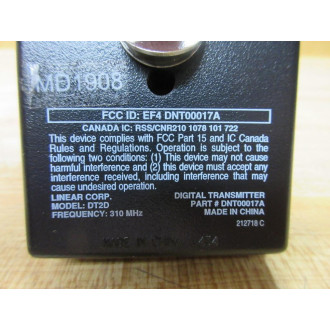 MD1908
FCC ID: EF4 DNT00017A
CANADA IC: RSS/CNR210 1078 101 722
This device complies with FCC Part 15 and IC Canada
Rules and Regulations. Operation is subject to the
following two conditions: (1) This device may not cause
harmful interference and (2) this device must accept any
interference received, including interference that may
cause undesired operation.
LINEAR CORP.
MODEL: DT2D
FREQUENCY: 310 MHz
DIGITAL TRANSMITTER
PART # DNT00017A
MADE IN CHINA
212718 C
MADE IN